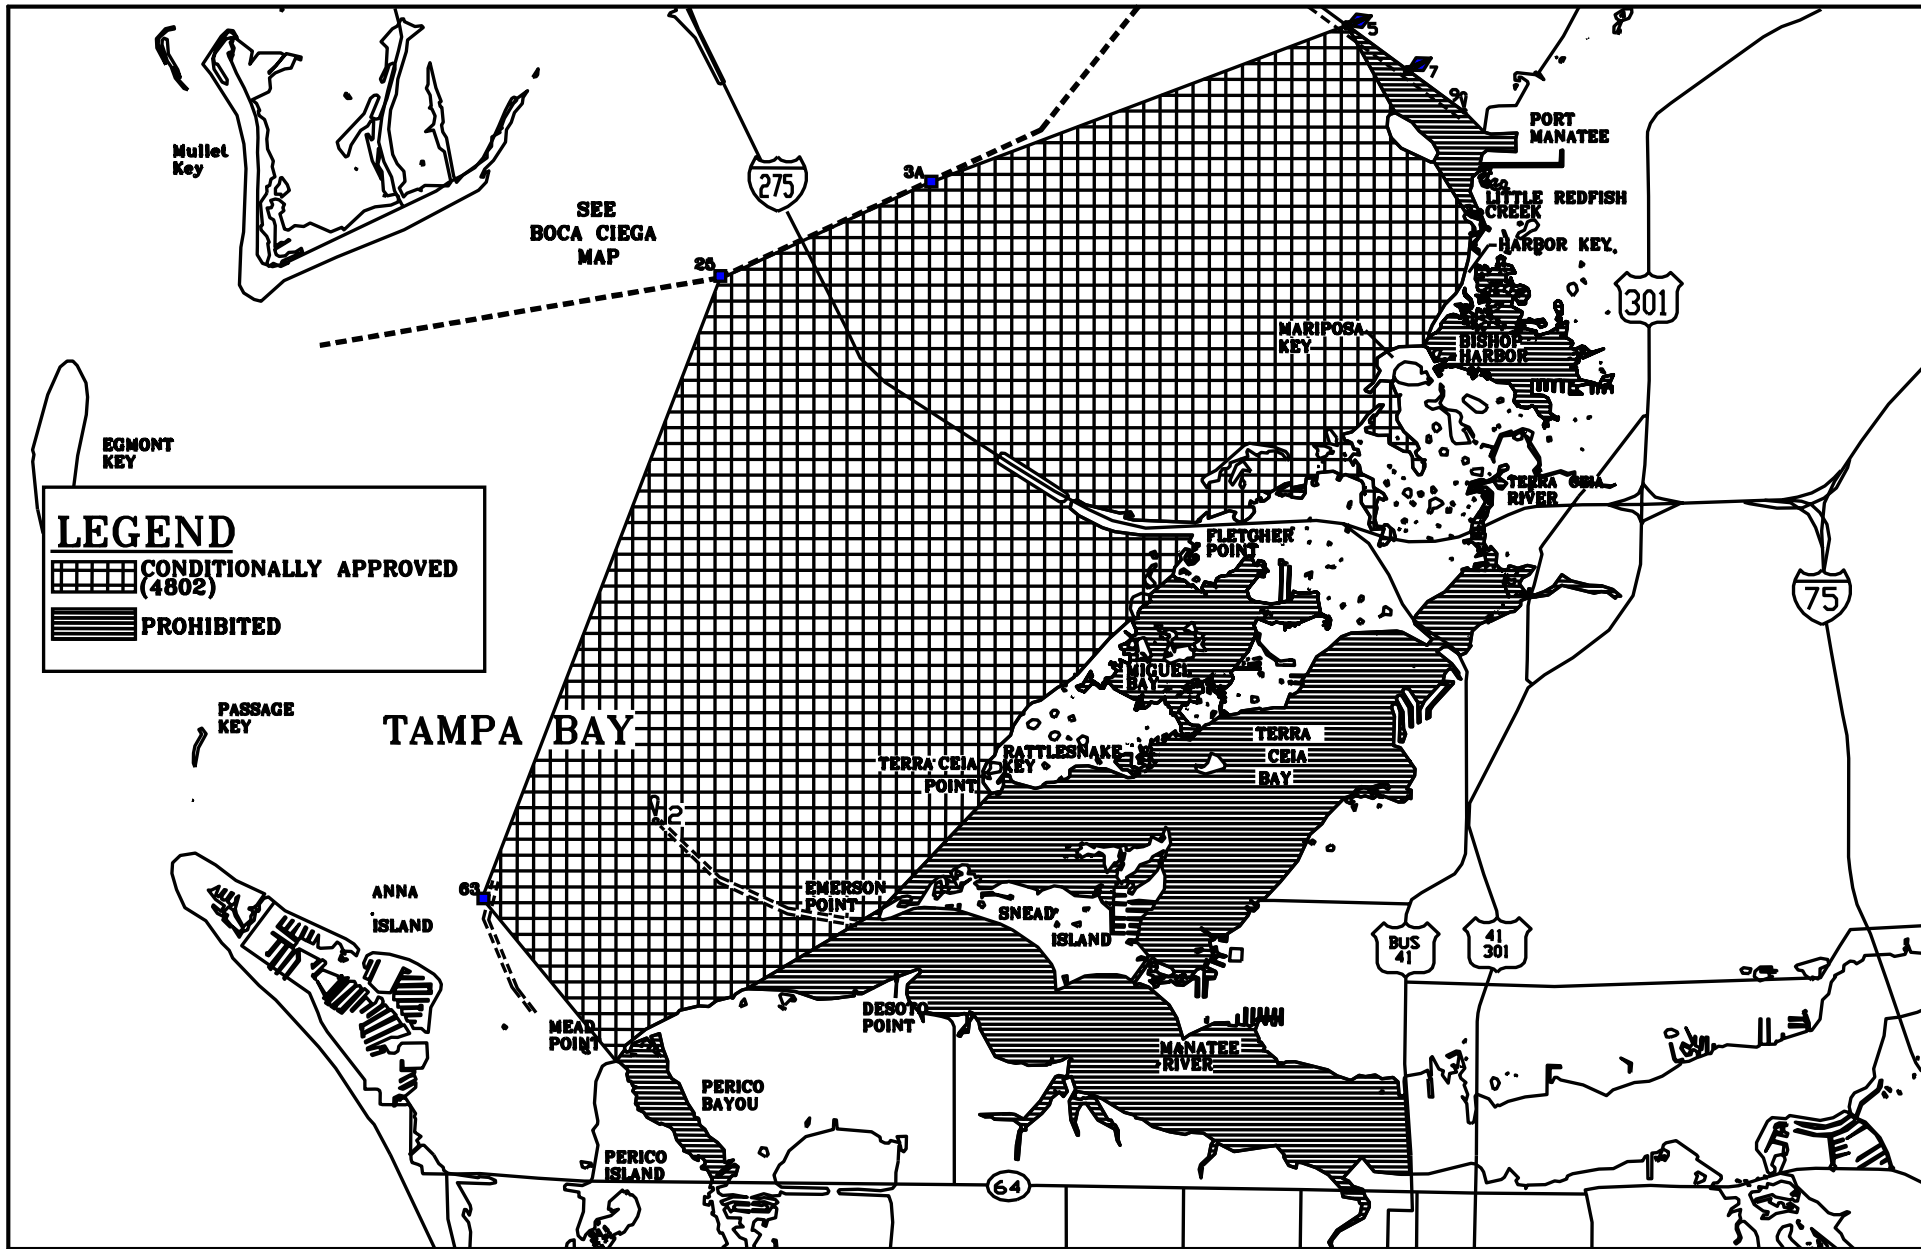 5
7
9
PORT
MANATEE
Mullet
Key
275
3A
SEE
BOCA CIEGA
MAP
LITTLE REDFISH
CREEK
HARBOR KEY
26
301
MARIPOSA
KEY
BISHOP
HARBOR
EGMONT
KEY
TERRA CEIA
RIVER
LEGEND
CONDITIONALLY APPROVED
(4802)
PROHIBITED
FLETCHER
POINT
75
MIGUEL
BAY
PASSAGE
KEY
TAMPA BAY
TERRA
CEIA
BAY
RATTLESNAKE
KEY
TERRA CEIA
POINT
12
63
ANNA
ISLAND
EMERSON
POINT
SNEAD
ISLAND
BUS
41
41
301
DESOTO
POINT
MEAD
POINT
MANATEE
RIVER
PERICO
BAYOU
PERICO
ISLAND
64